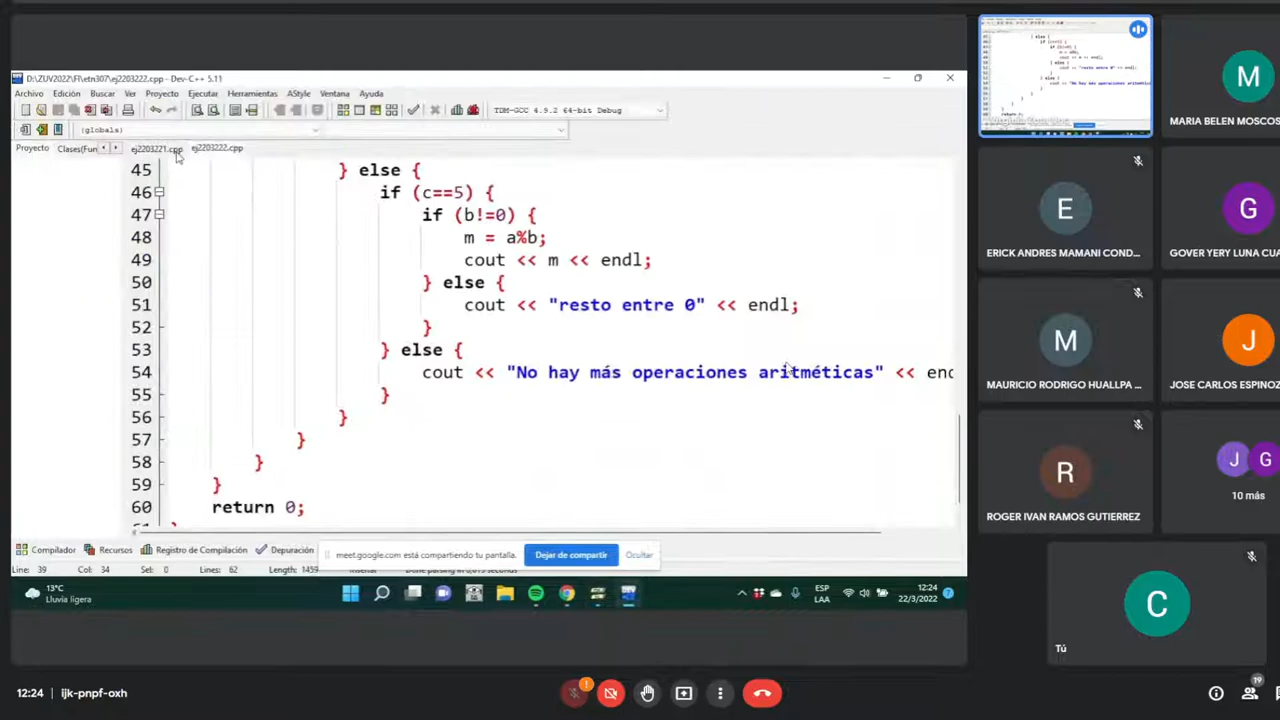 D:\ZUV2022\FI\etn307\ej2203222.cpp - Dev-C++ 5.11
Archivo Edición Buscar Ver Proyecto Ejecutar Herramientas AStyle Ventana
TDM-GCC 4.9.2 64-bit Debug
(globals)
Proyecto Clases(Fun ej2203221.cpp ej2203222.cpp
45 } else {
46 if (c==5) {
47 if (b!=0) {
48 m = a%b;
49 cout << m << endl;
50 } else {
51 cout << "resto entre 0" << endl;
52 }
53 } else {
54 cout << "No hay más operaciones aritméticas" << end
55 }
56 }
57 }
58 }
59 }
60 return 0;
Compilador Recursos Registro de Compilación Depuración
meet.google.com está compartiendo tu pantalla. Dejar de compartir Ocultar
Line: 39 Col: 34 Sel: 0 Lines: 62 Length: 1459
13°C
Lluvia ligera
ESP
LAA
12:24
22/3/2022
7
M
MARIA BELEN MOSCOS
E
ERICK ANDRES MAMANI COND...
G
GOVER YERY LUNA CUA
M
MAURICIO RODRIGO HUALLPA ...
J
JOSE CARLOS ESPINOZ
R
ROGER IVAN RAMOS GUTIERREZ
J G
10 más
C
Tú
12:24 | ijk-pnpf-oxh
!
19